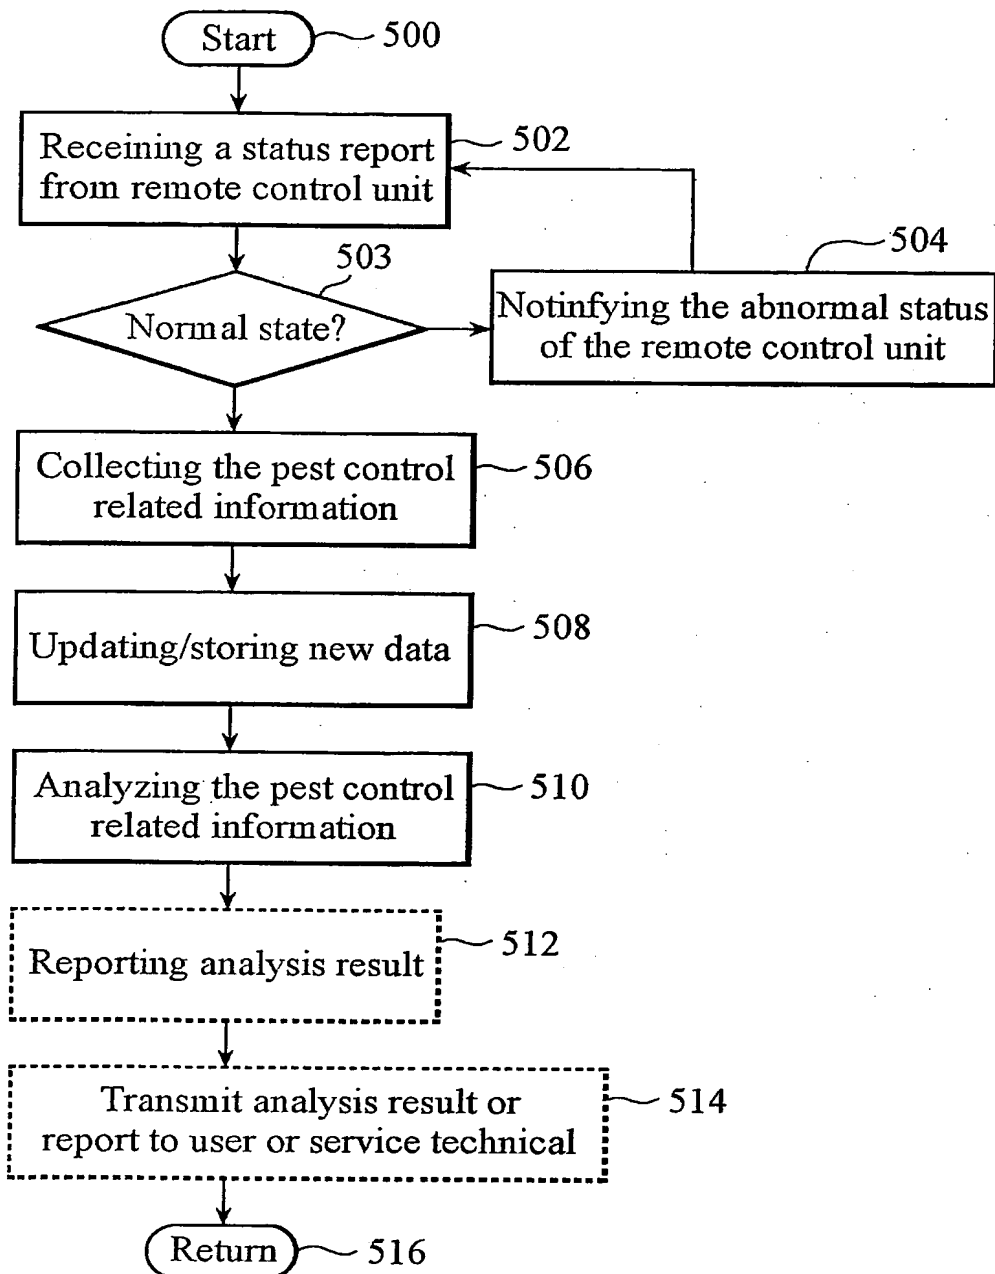 Start
500
Receining a status report
from remote control unit
502
503
Normal state?
504
Notinfying the abnormal status
of the remote control unit
Collecting the pest control
related information
506
Updating/storing new data
508
Analyzing the pest control
related information
510
Reporting analysis result
512
Transmit analysis result or
report to user or service technical
514
Return
516